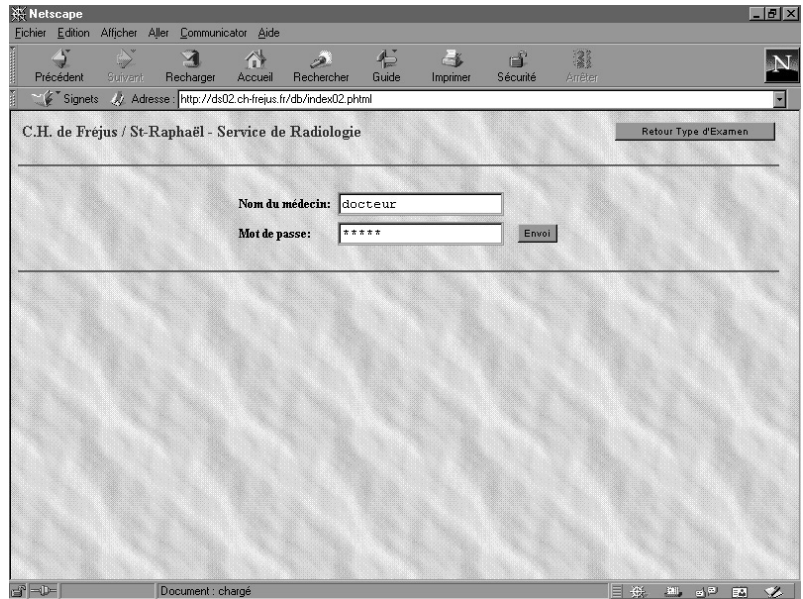 Netscape
Fichier Edition Afficher Aller Communicator Aide
Précédent Suivant Recharger Accueil Rechercher Guide Imprimer Sécurité Arrêter
N
Signets Adresse : http://ds02.ch-frejus.fr/db/index02.phtml
C.H. de Fréjus / St-Raphaël - Service de Radiologie
Retour Type d'Examen
Nom du médecin: docteur
Mot de passe: *****
Envoi
Document : chargé